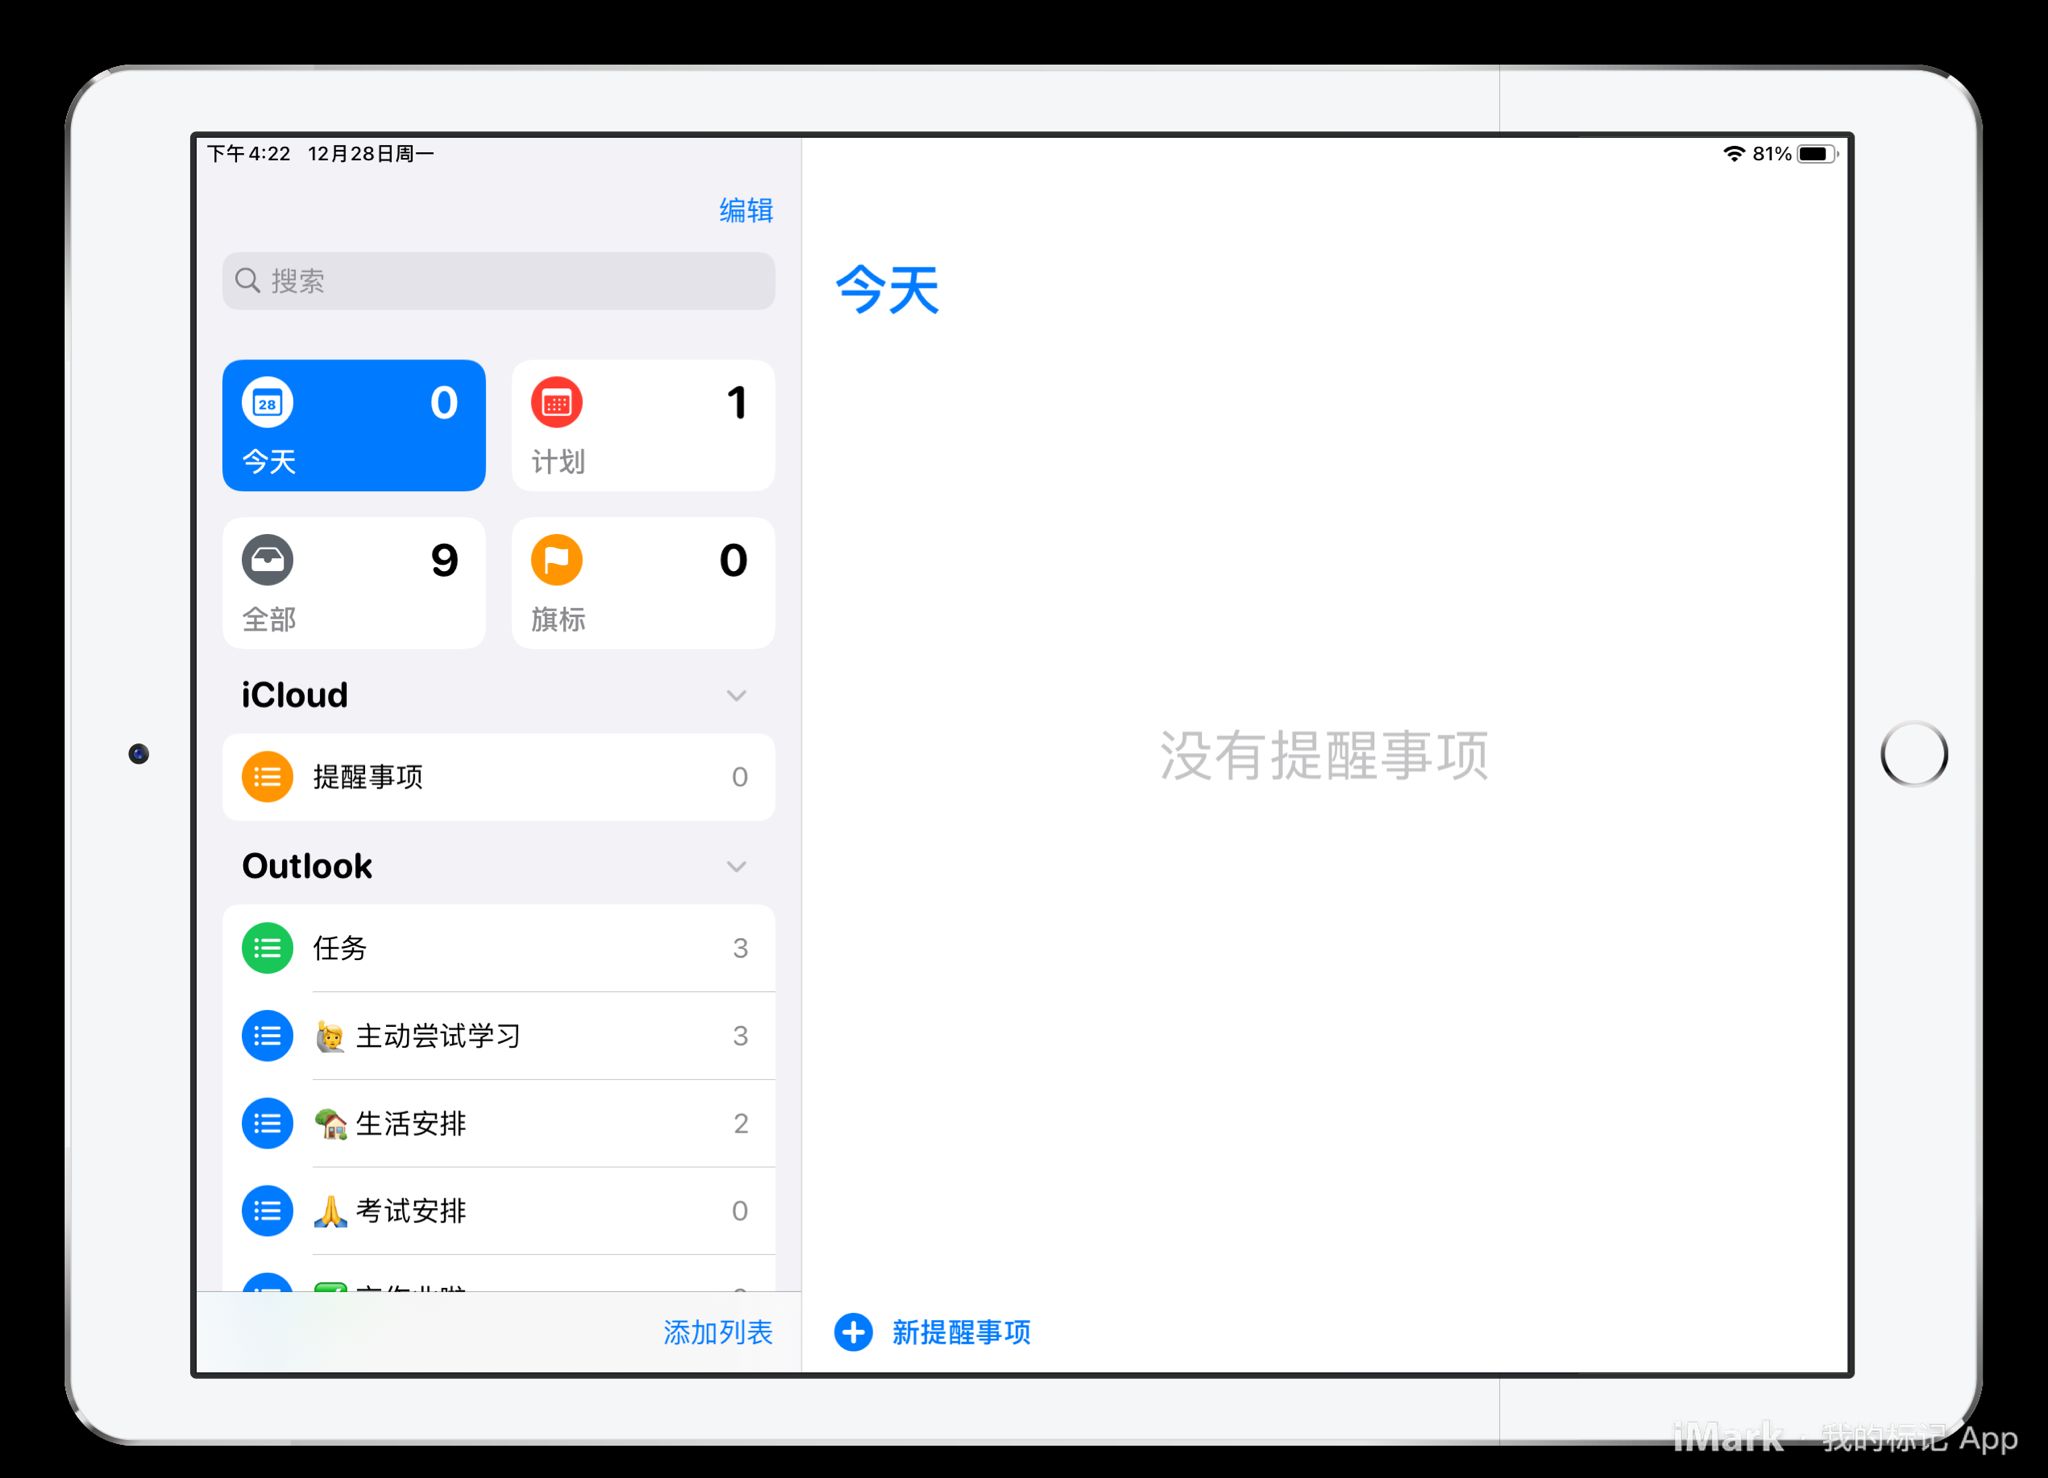 下午4:22 12月28日周一
81%
编辑
搜索
28
0
今天
1
计划
9
全部
0
旗标
iCloud
提醒事项 0
Outlook
任务 3
主动尝试学习 3
生活安排 2
考试安排 0
添加列表
今天
没有提醒事项
新提醒事项
iMark · 我的标记 App